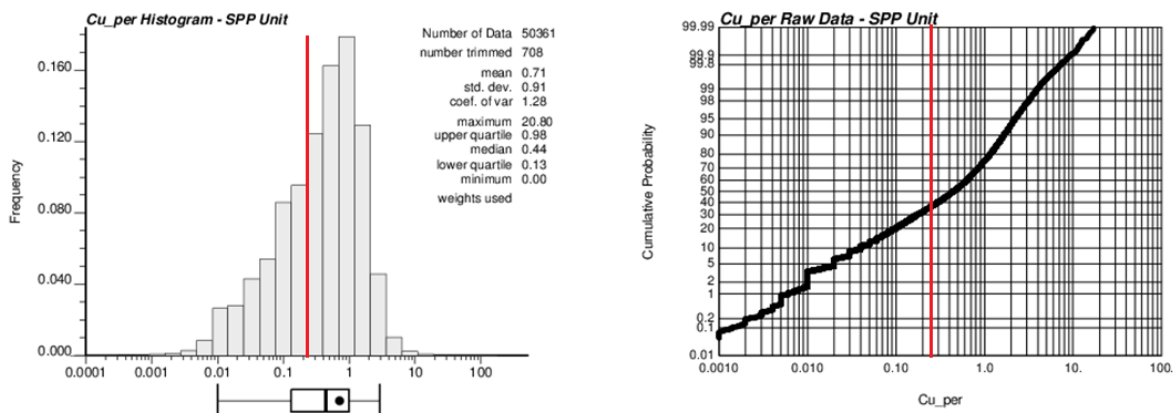 Cu_per Histogram - SPP Unit
Number of Data 50361
number trimmed 708
mean 0.71
std. dev. 0.91
coef. of var 1.28
maximum 20.80
upper quartile 0.98
median 0.44
lower quartile 0.13
minimum 0.00
weights used
Frequency
0.160
0.120
0.080
0.040
0.000
0.0001 0.001 0.01 0.1 1 10 100
Cu_per Raw Data - SPP Unit
Cumulative Probability
99.99
99.9
99.8
99
98
95
90
80
70
60
50
40
30
20
10
5
2
1
0.2
0.1
0.01
0.0010 0.010 0.10 1.0 10. 100.
Cu_per